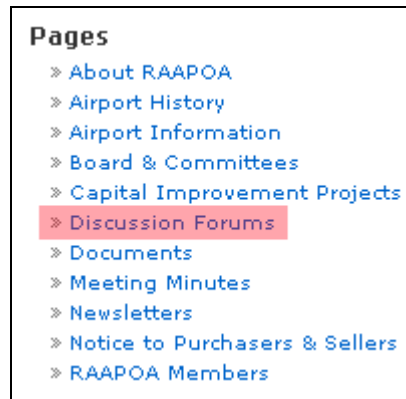 Pages
» About RAAPOA
» Airport History
» Airport Information
» Board & Committees
» Capital Improvement Projects
» Discussion Forums
» Documents
» Meeting Minutes
» Newsletters
» Notice to Purchasers & Sellers
» RAAPOA Members